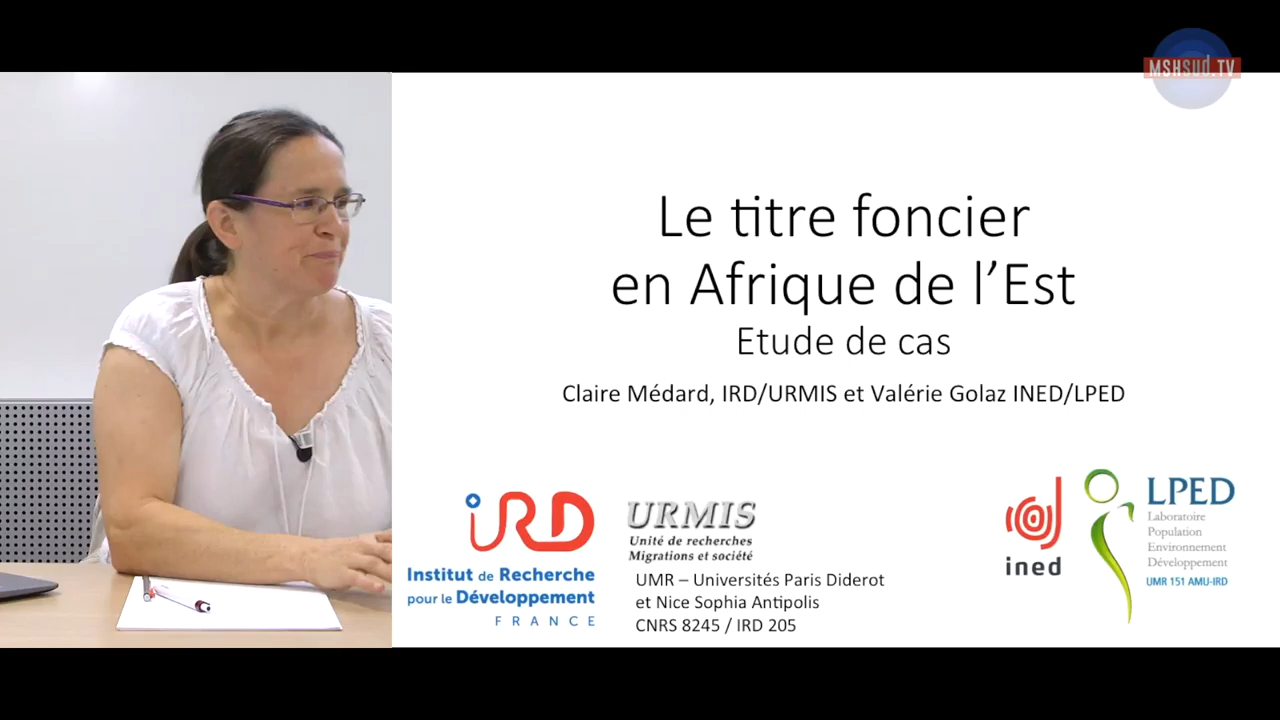 MSHsud.TV
Le titre foncier
en Afrique de l’Est
Etude de cas
Claire Médard, IRD/URMIS et Valérie Golaz INED/LPED
iRD
Institut de Recherche
pour le Développement
FRANCE
URMIS
Unité de recherches
Migrations et société
UMR – Universités Paris Diderot
et Nice Sophia Antipolis
CNRS 8245 / IRD 205
ined
LPED
Laboratoire
Population
Environnement
Développement
UMR 151 AMU-IRD